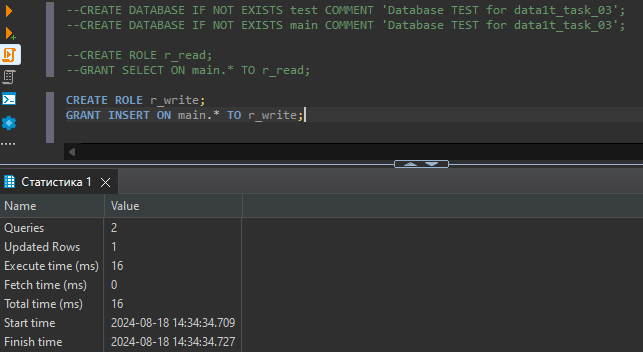 --CREATE DATABASE IF NOT EXISTS test COMMENT 'Database TEST for data1t_task_03';
--CREATE DATABASE IF NOT EXISTS main COMMENT 'Database TEST for data1t_task_03';
--CREATE ROLE r_read;
--GRANT SELECT ON main.* TO r_read;
CREATE ROLE r_write;
GRANT INSERT ON main.* TO r_write;
Статистика 1
Name Value
Queries 2
Updated Rows 1
Execute time (ms) 16
Fetch time (ms) 0
Total time (ms) 16
Start time 2024-08-18 14:34:34.709
Finish time 2024-08-18 14:34:34.727